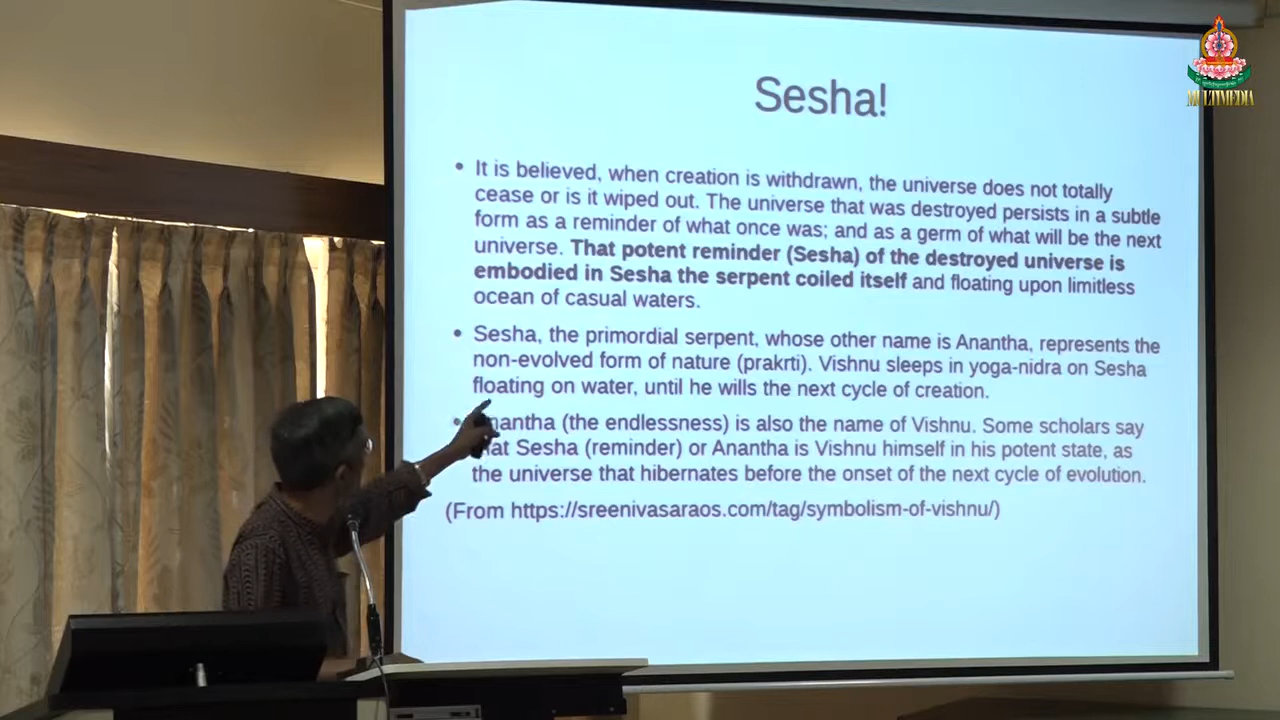 MULTIMEDIA
Sesha!
• It is believed, when creation is withdrawn, the universe does not totally
cease or is it wiped out. The universe that was destroyed persists in a subtle
form as a reminder of what once was; and as a germ of what will be the next
universe. That potent reminder (Sesha) of the destroyed universe is
embodied in Sesha the serpent coiled itself and floating upon limitless
ocean of casual waters.
• Sesha, the primordial serpent, whose other name is Anantha, represents the
non-evolved form of nature (prakrti). Vishnu sleeps in yoga-nidra on Sesha
floating on water, until he wills the next cycle of creation.
• Anantha (the endlessness) is also the name of Vishnu. Some scholars say
that Sesha (reminder) or Anantha is Vishnu himself in his potent state, as
the universe that hibernates before the onset of the next cycle of evolution.
(From https://sreenivasaraos.com/tag/symbolism-of-vishnu/)